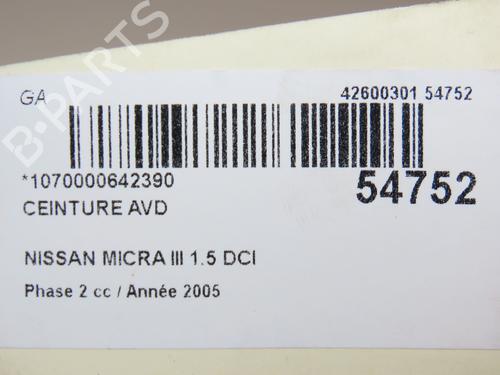 GA 42600301 54752
*1070000642390 54752
CEINTURE AVD
NISSAN MICRA III 1.5 DCI
Phase 2 cc / Année 2005
B-PARTS